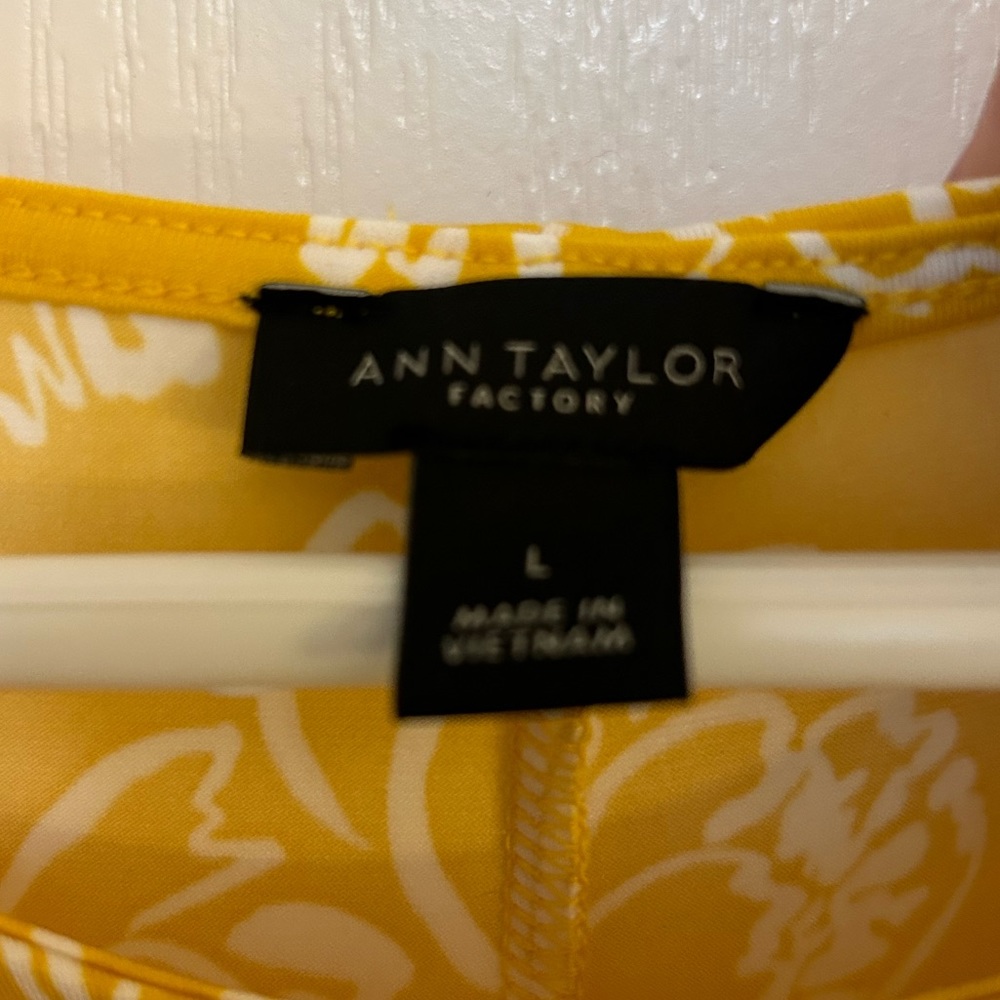 ANN TAYLOR
FACTORY
L
MADE IN
VIETNAM